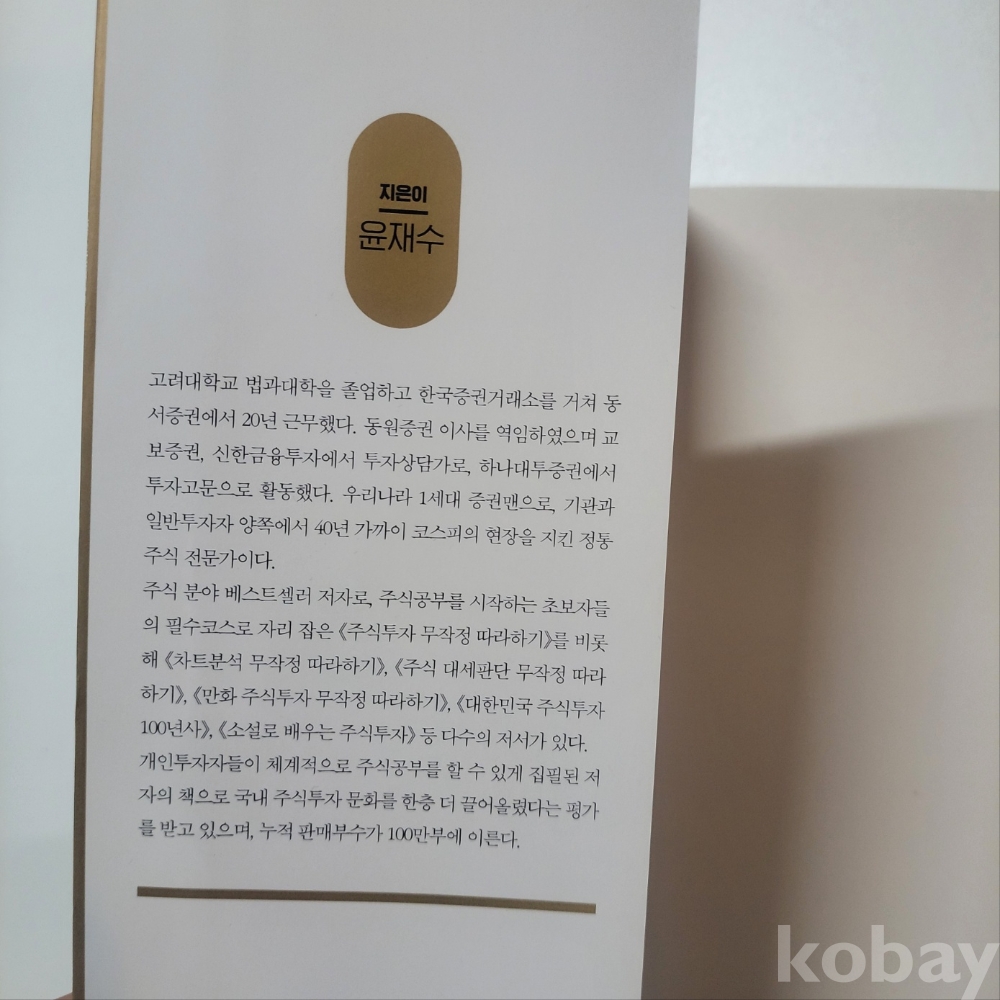 지은이
윤재수
고려대학교 법과대학을 졸업하고 한국증권거래소를 거쳐 동
서증권에서 20년 근무했다. 동원증권 이사를 역임하였으며 교
보증권, 신한금융투자에서 투자상담가로, 하나대투증권에서
투자고문으로 활동했다. 우리나라 1세대 증권맨으로, 기관과
일반투자자 양쪽에서 40년 가까이 코스피의 현장을 지킨 정통
주식 전문가이다.
주식 분야 베스트셀러 저자로, 주식공부를 시작하는 초보자들
의 필수코스로 자리 잡은 《주식투자 무작정 따라하기》를 비롯
해 《차트분석 무작정 따라하기》, 《주식 대세판단 무작정 따라
하기》, 《만화 주식투자 무작정 따라하기》, 《대한민국 주식투자
100년사》, 《소설로 배우는 주식투자》 등 다수의 저서가 있다.
개인투자자들이 체계적으로 주식공부를 할 수 있게 집필된 저
자의 책으로 국내 주식투자 문화를 한층 더 끌어올렸다는 평가
를 받고 있으며, 누적 판매부수가 100만부에 이른다.
kobay